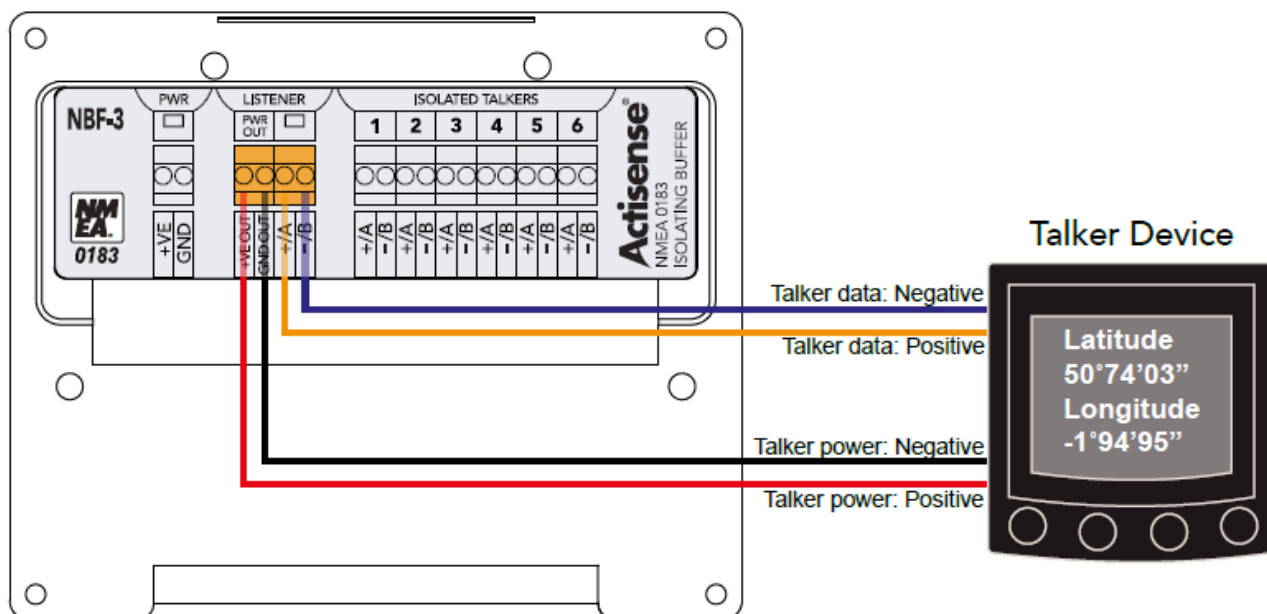 NBF-3
NMEA
0183
PWR
+VE
GND
LISTENER
PWR
OUT
+VE OUT
GND OUT
+/A
-/B
ISOLATED TALKERS
1 2 3 4 5 6
+/A -/B +/A -/B +/A -/B +/A -/B +/A -/B +/A -/B
Actisense®
NMEA 0183
ISOLATING BUFFER
Talker Device
Talker data: Negative
Talker data: Positive
Talker power: Negative
Talker power: Positive
Latitude
50°74’03”
Longitude
-1°94’95”